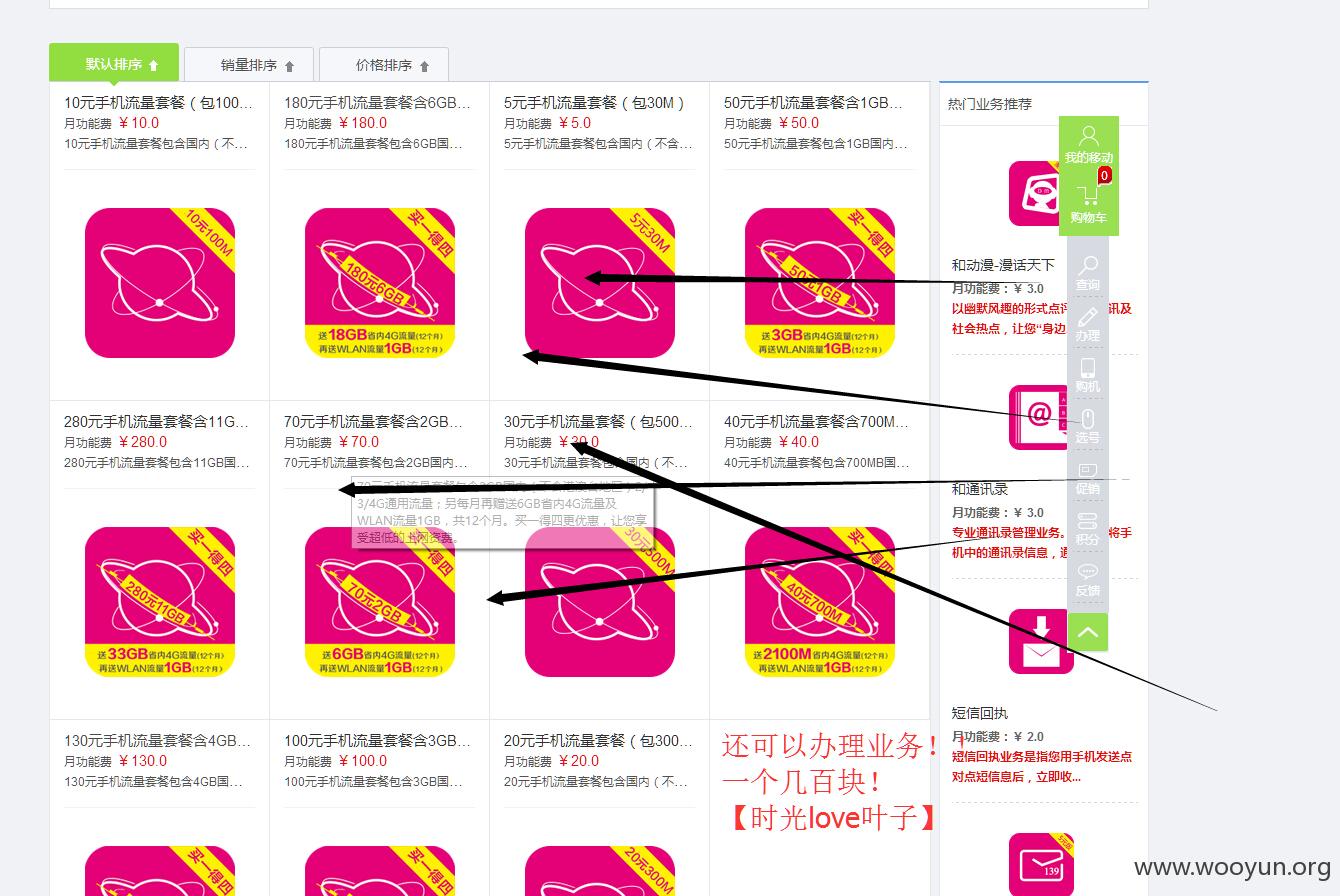 默认排序
销量排序
价格排序
10元手机流量套餐（包100...
月功能费 ￥10.0
10元手机流量套餐包含国内（不...
180元手机流量套餐含6GB...
月功能费 ￥180.0
180元手机流量套餐包含6GB国...
5元手机流量套餐（包30M）
月功能费 ￥5.0
5元手机流量套餐包含国内（不含...
50元手机流量套餐含1GB...
月功能费 ￥50.0
50元手机流量套餐包含1GB国内...
10元100M
买一得四
180元6GB
送18GB省内4G流量(12个月)
再送WLAN流量1GB(12个月)
5元30M
买一得四
50元1GB
送3GB省内4G流量(12个月)
再送WLAN流量1GB(12个月)
280元手机流量套餐含11G...
月功能费 ￥280.0
280元手机流量套餐包含11GB国...
70元手机流量套餐含2GB...
月功能费 ￥70.0
70元手机流量套餐包含2GB国内...
30元手机流量套餐（包500...
月功能费 ￥30.0
30元手机流量套餐包含国内（不...
40元手机流量套餐含700M...
月功能费 ￥40.0
40元手机流量套餐包含700MB国...
3/4G通用流量；另每月再赠送6GB省内4G流量及
WLAN流量1GB，共12个月。买一得四更优惠，让您享
受超低的上网资费。
买一得四
280元11GB
送33GB省内4G流量(12个月)
再送WLAN流量1GB(12个月)
买一得四
70元2GB
送6GB省内4G流量(12个月)
再送WLAN流量1GB(12个月)
30元500M
买一得四
40元700M
送2100M省内4G流量(12个月)
再送WLAN流量1GB(12个月)
130元手机流量套餐含4GB...
月功能费 ￥130.0
130元手机流量套餐包含4GB国...
100元手机流量套餐含3GB...
月功能费 ￥100.0
100元手机流量套餐包含3GB国...
20元手机流量套餐（包300...
月功能费 ￥20.0
20元手机流量套餐包含国内（不...
买一得四
买一得四
20元300M
还可以办理业务！！
一个几百块！
【时光love叶子】
热门业务推荐
和动漫-漫话天下
月功能费：￥ 3.0
以幽默风趣的形式点评 讯及
社会热点，让您“身边
@
和通讯录
月功能费：￥ 3.0
专业通讯录管理业务。 将手
机中的通讯录信息，通
短信回执
月功能费：￥ 2.0
短信回执业务是指您用手机发送点
对点短信息后，立即收...
139
我的移动
0
购物车
查询
办理
购机
选号
促销
积分
反馈
www.wooyun.org